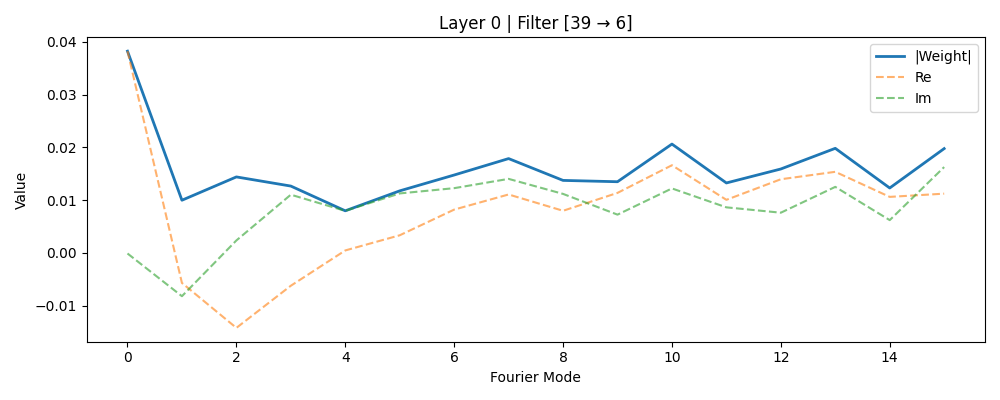 Layer 0 | Filter [39 → 6]
|Weight|
Re
Im
Value
0.04
0.03
0.02
0.01
0.00
−0.01
0 2 4 6 8 10 12 14
Fourier Mode